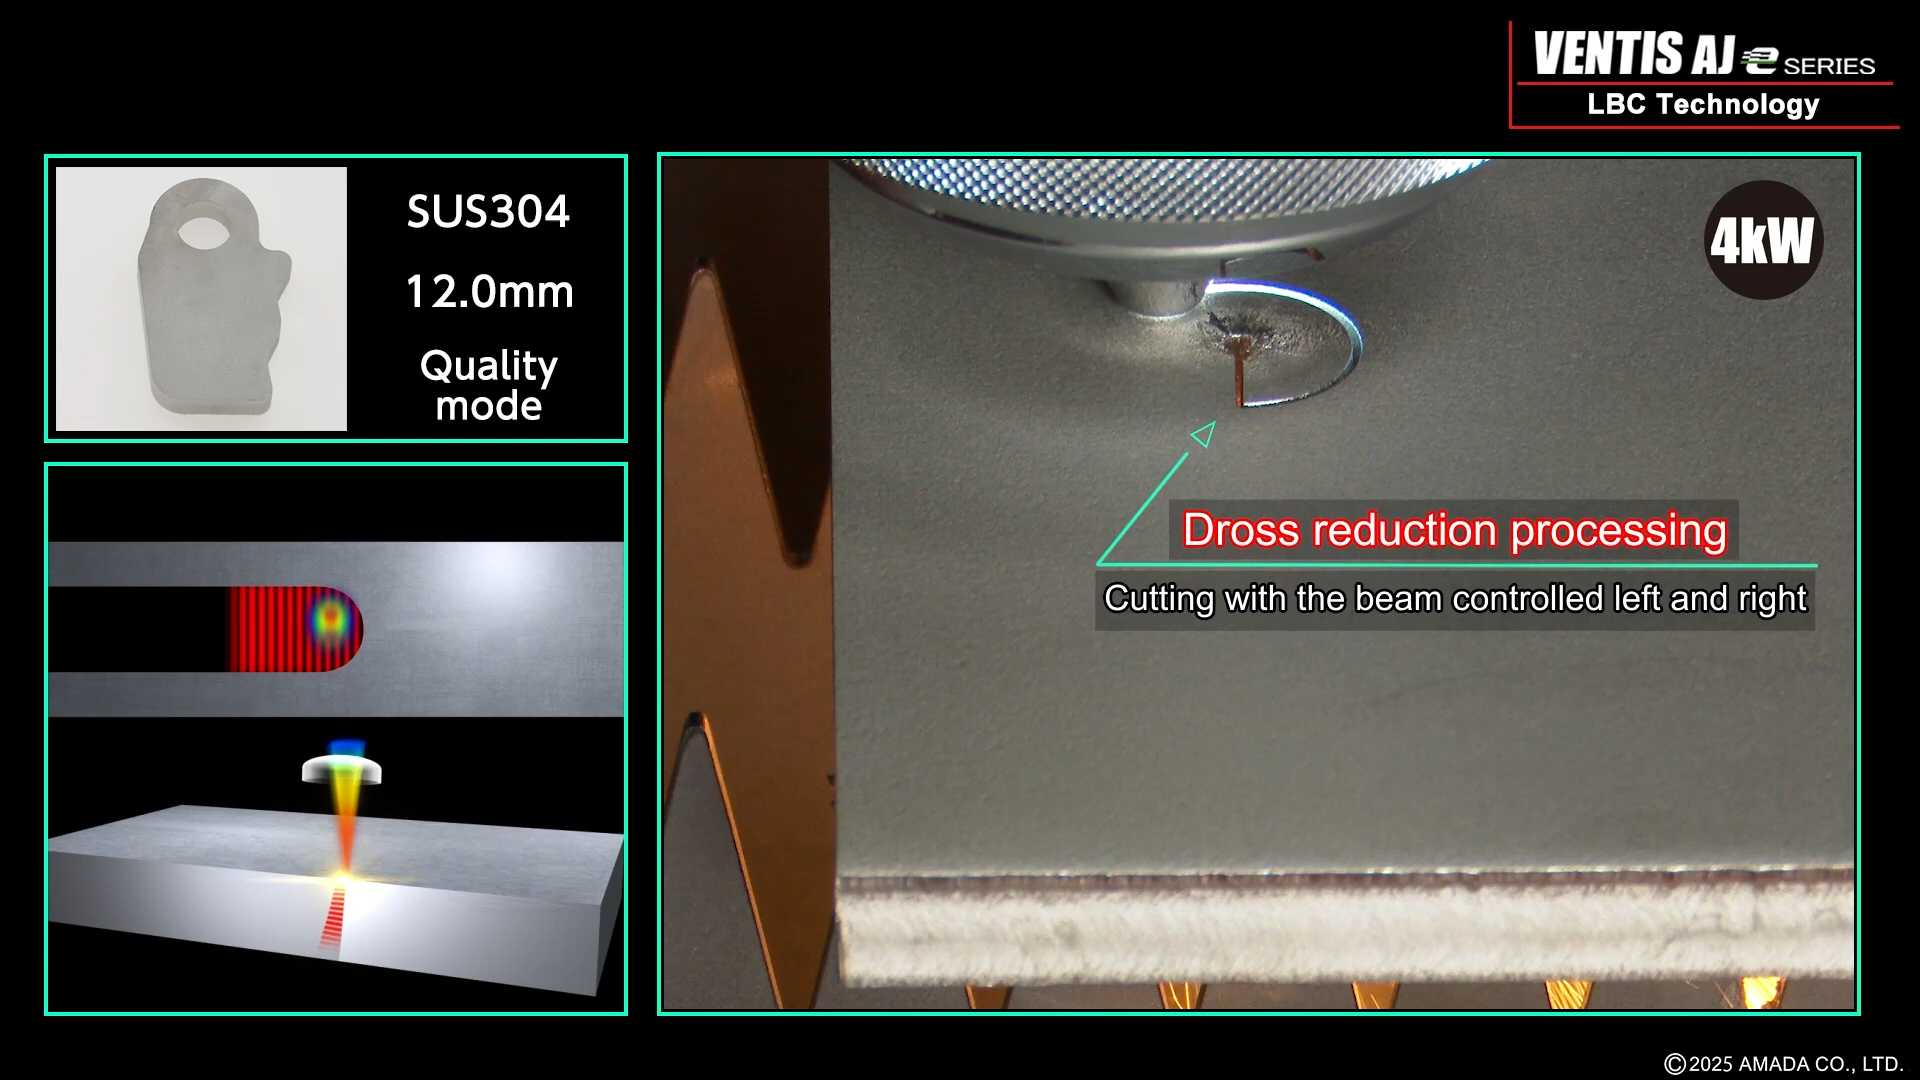 VENTIS AJe SERIES
LBC Technology
SUS304
12.0mm
Quality
mode
4kW
Dross reduction processing
Cutting with the beam controlled left and right
©2025 AMADA CO., LTD.